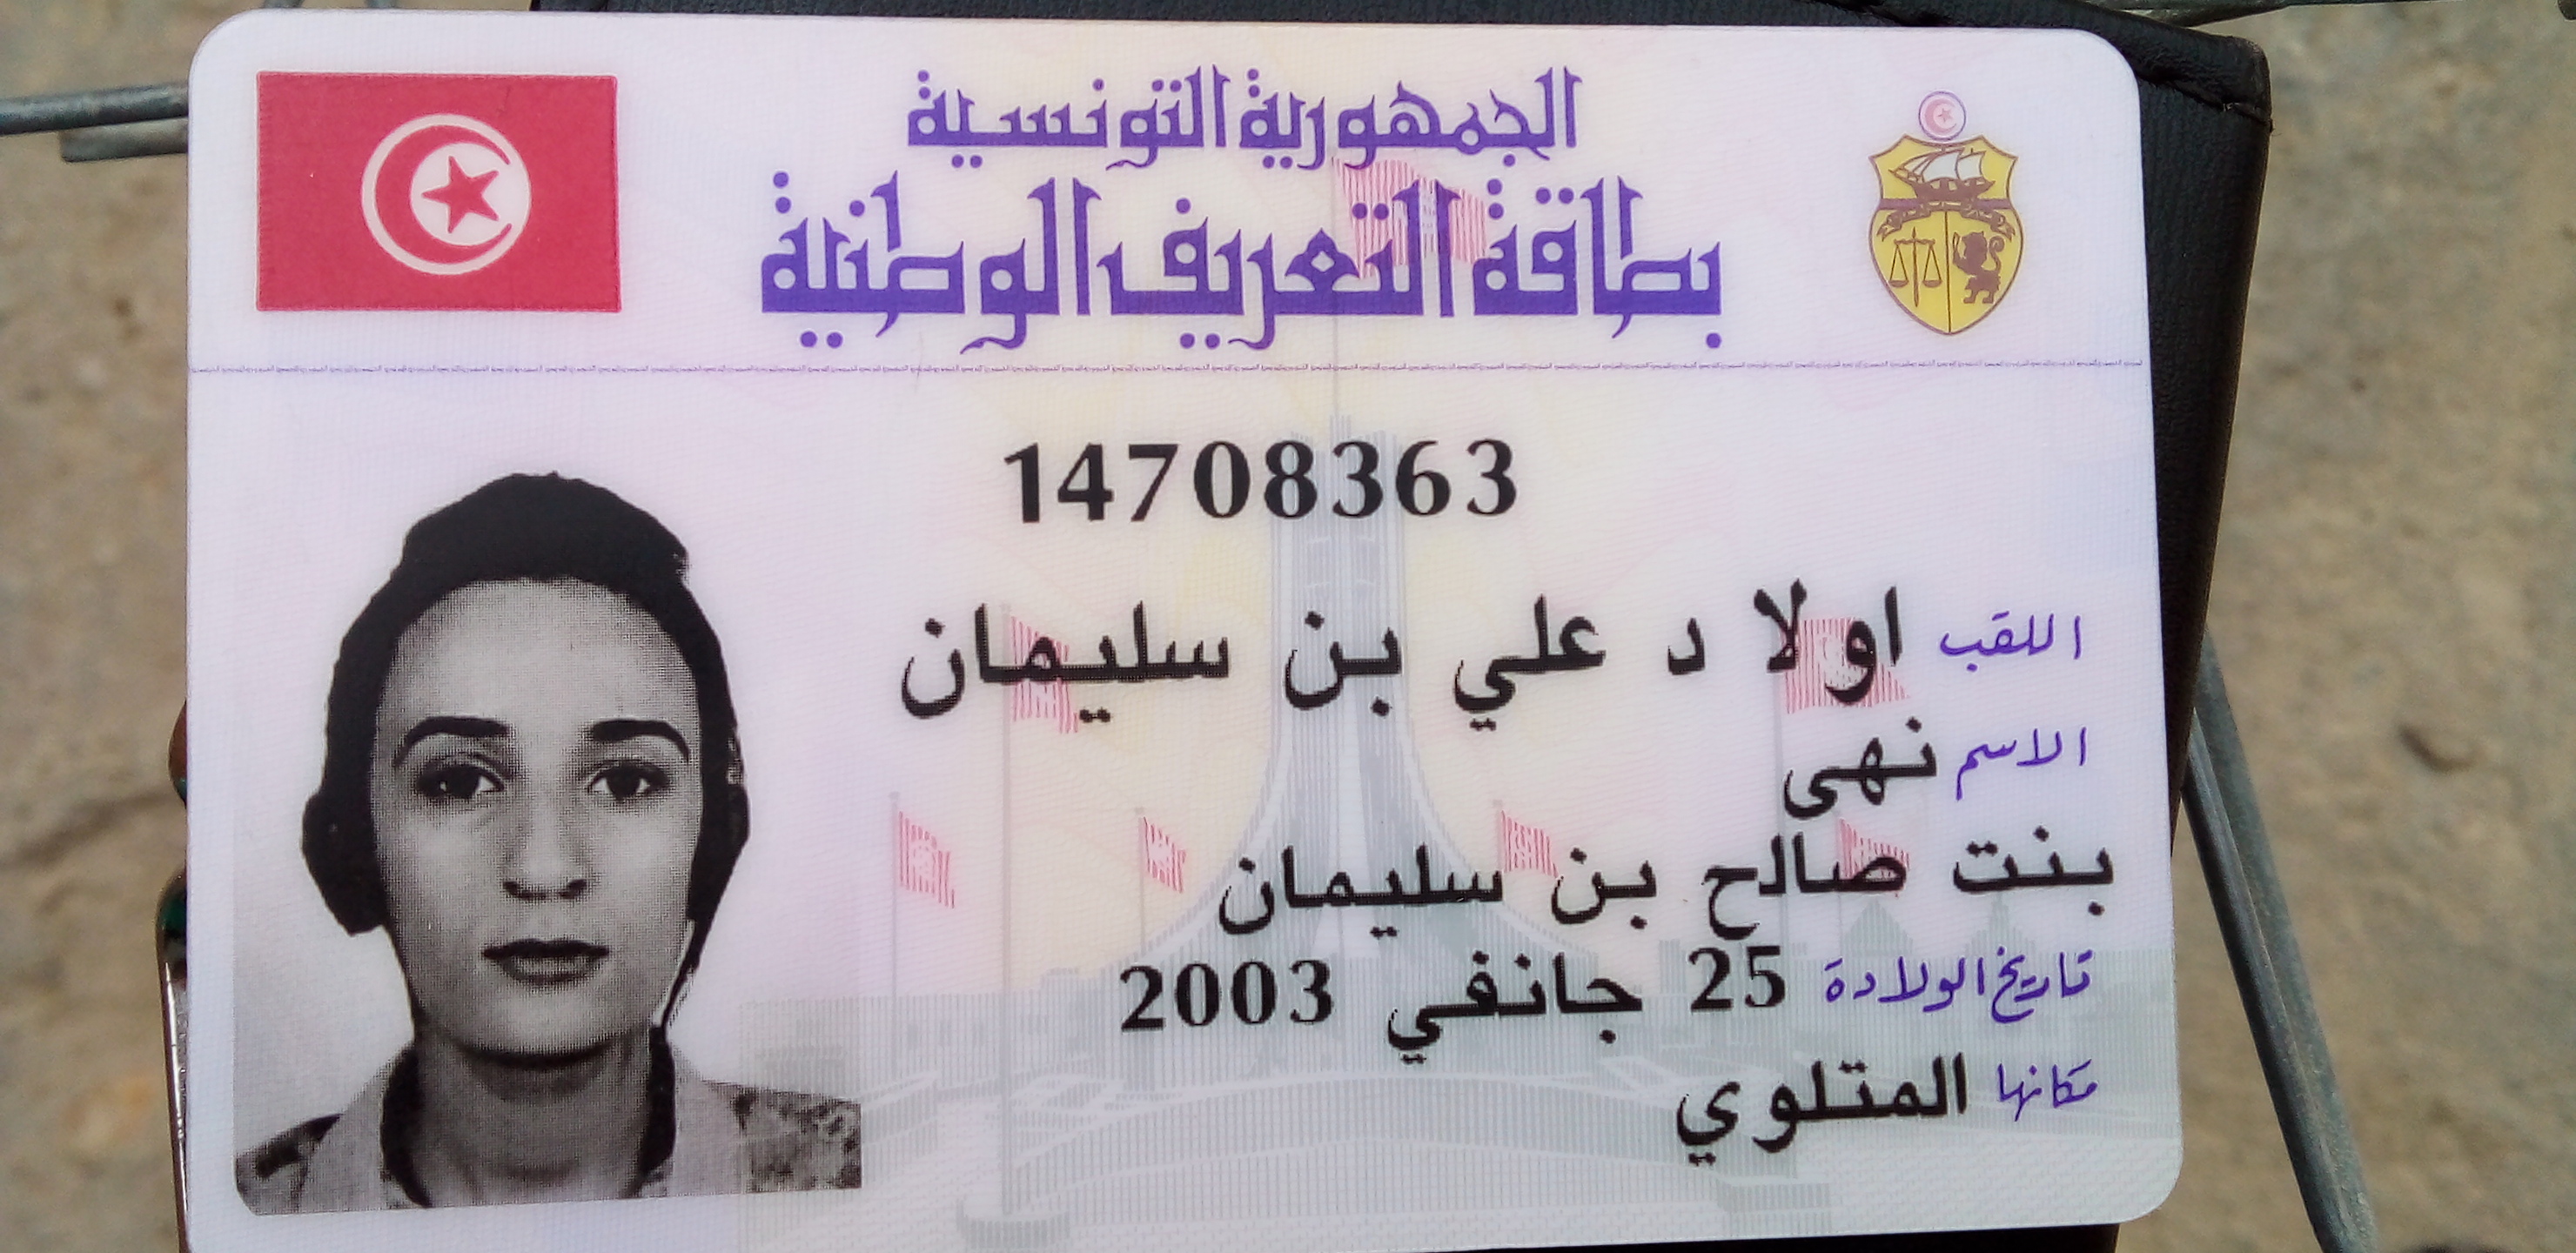 الجمهورية التونسية
بطاقة التعريف الوطنية
14708363
اللقب اولاد علي بن سليمان
الاسم نهى
بنت صالح بن سليمان
تاريخ الولادة 25 جانفي 2003
مكانها المتلوي